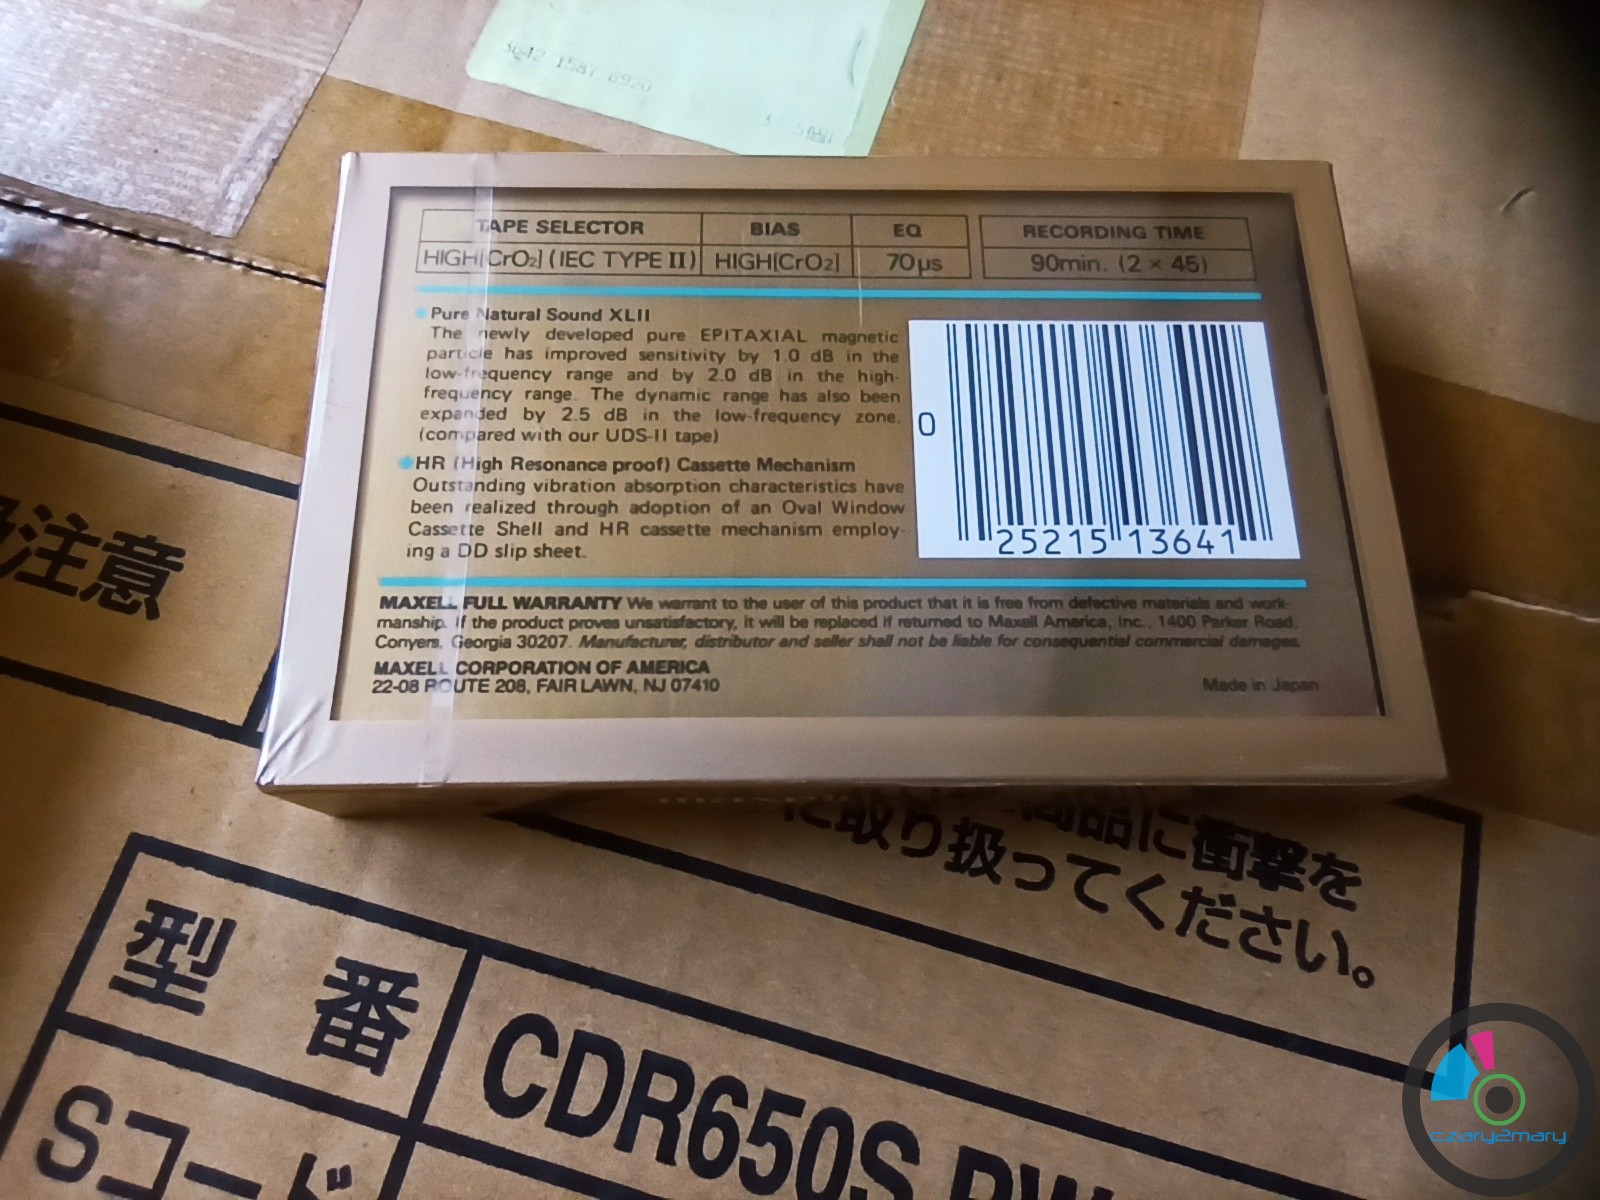 3642 1587 6920
TAPE SELECTOR BIAS EQ RECORDING TIME
HIGH[CrO₂] (IEC TYPE II) HIGH[CrO₂] 70μs 90min. (2 × 45)
Pure Natural Sound XLII
The newly developed pure EPITAXIAL magnetic
particle has improved sensitivity by 1.0 dB in the
low-frequency range and by 2.0 dB in the high-
frequency range. The dynamic range has also been
expanded by 2.5 dB in the low-frequency zone.
(compared with our UDS-II tape)
HR (High Resonance proof) Cassette Mechanism
Outstanding vibration absorption characteristics have
been realized through adoption of an Oval Window
Cassette Shell and HR cassette mechanism employ-
ing a DD slip sheet.
0 25215 13641
MAXELL FULL WARRANTY We warrant to the user of this product that it is free from defective materials and work-
manship. If the product proves unsatisfactory, it will be replaced if returned to Maxell America, Inc., 1400 Parker Road,
Conyers, Georgia 30207. Manufacturer, distributor and seller shall not be liable for consequential commercial damages.
MAXELL CORPORATION OF AMERICA
22-08 ROUTE 208, FAIR LAWN, NJ 07410
Made in Japan
注意
商品に衝撃を
に取り扱ってください。
型番 CDR650S
Sコード
czary2mary